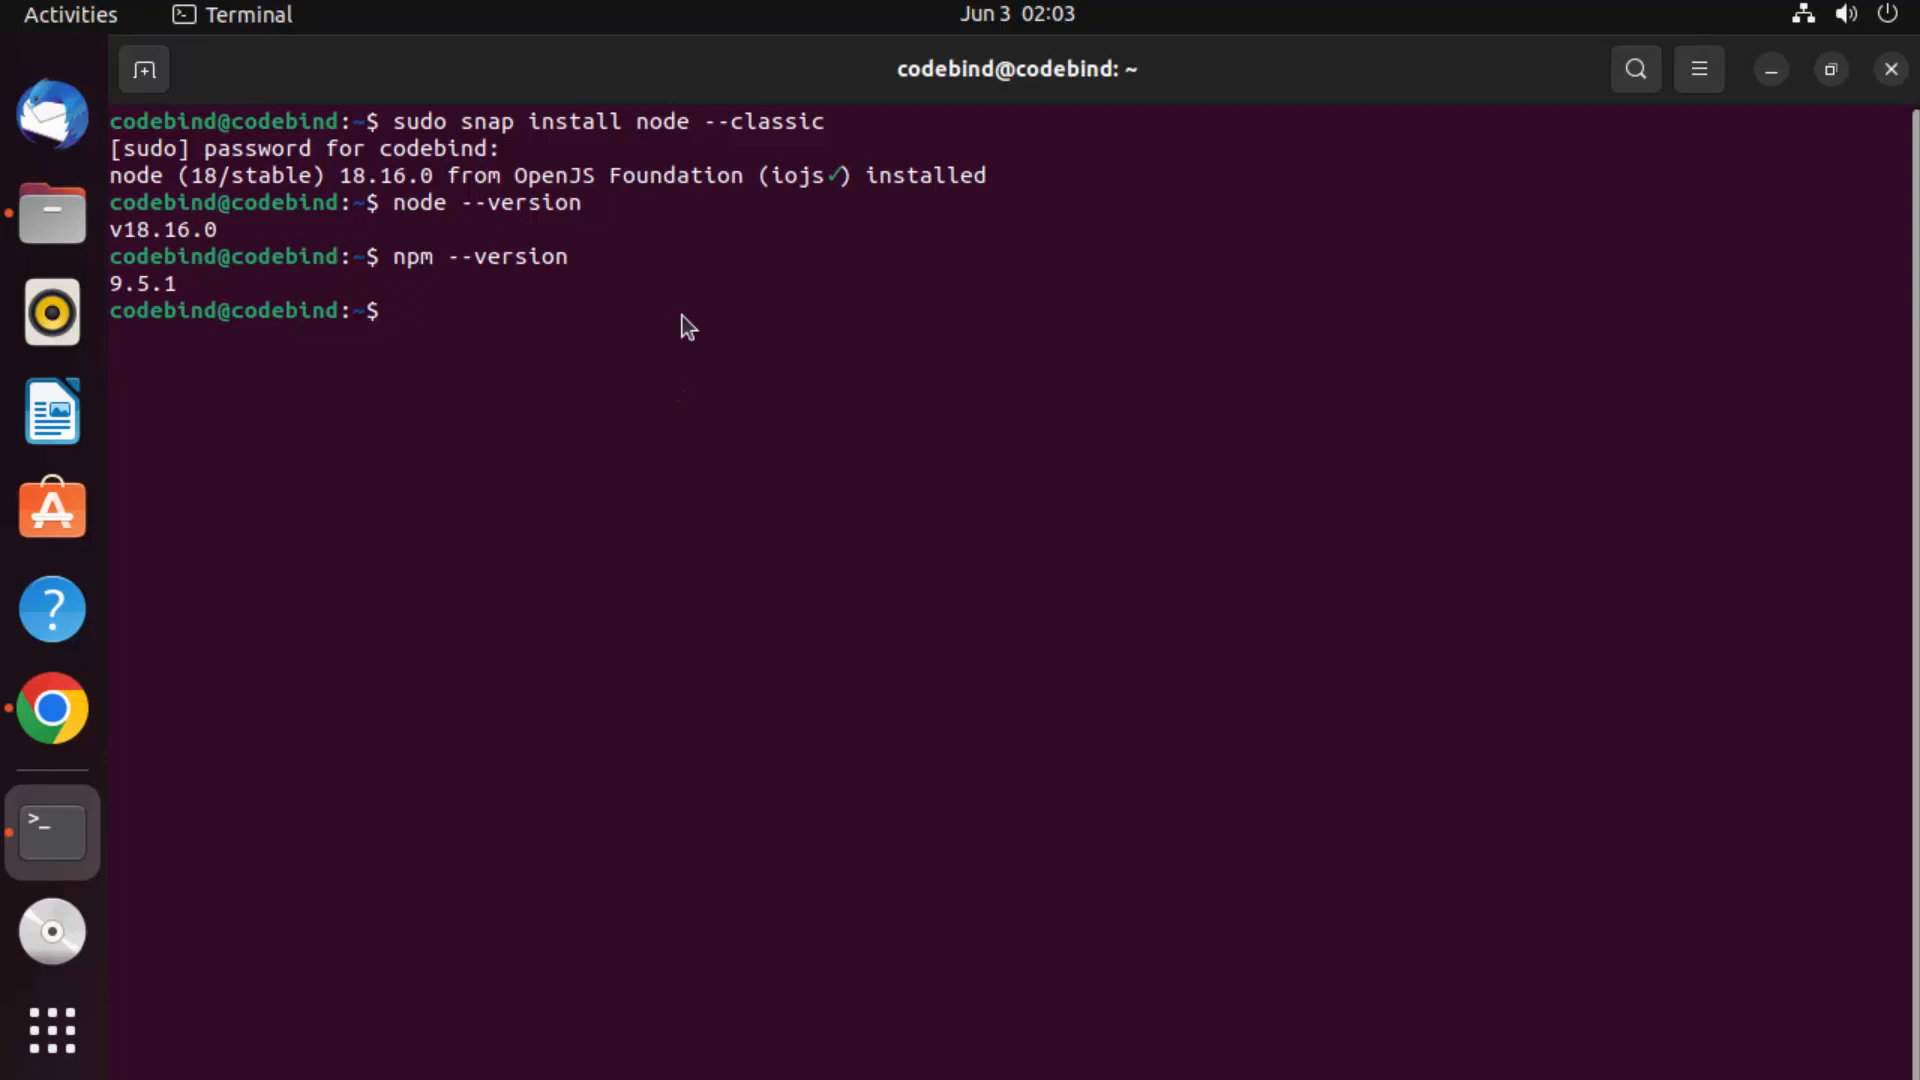 Activities Terminal Jun 3 02:03
codebind@codebind: ~
codebind@codebind:~$ sudo snap install node --classic
[sudo] password for codebind:
node (18/stable) 18.16.0 from OpenJS Foundation (iojs✓) installed
codebind@codebind:~$ node --version
v18.16.0
codebind@codebind:~$ npm --version
9.5.1
codebind@codebind:~$